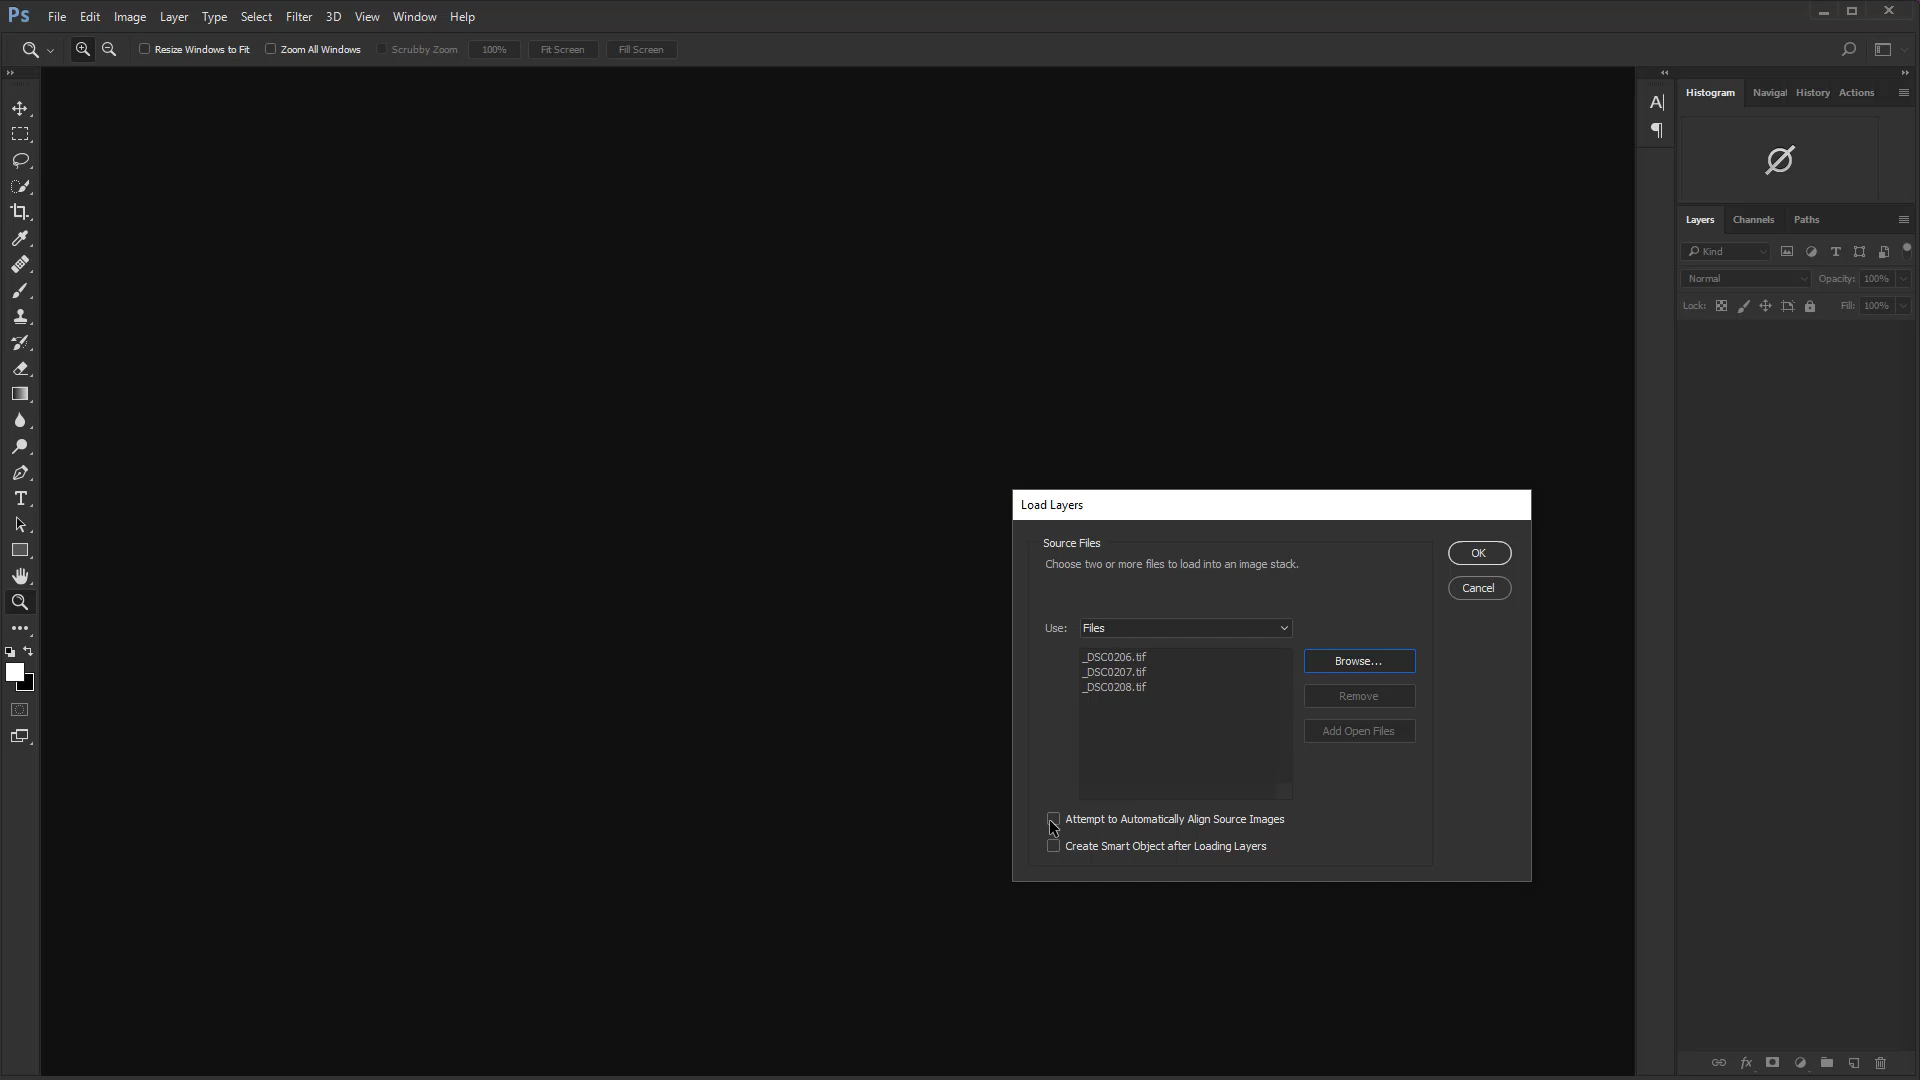 Ps File Edit Image Layer Type Select Filter 3D View Window Help
Resize Windows to Fit Zoom All Windows Scrubby Zoom 100% Fit Screen Fill Screen
Histogram Navigat History Actions
Layers Channels Paths
Kind
Normal Opacity: 100%
Lock: Fill: 100%
Load Layers
Source Files
Choose two or more files to load into an image stack.
OK
Cancel
Use: Files
_DSC0206.tif
_DSC0207.tif
_DSC0208.tif
Browse...
Remove
Add Open Files
Attempt to Automatically Align Source Images
Create Smart Object after Loading Layers